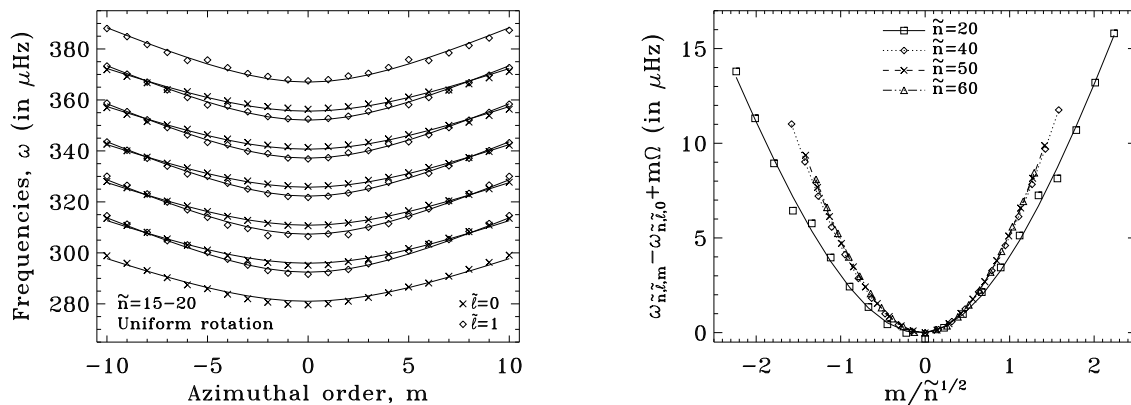 Frequencies, ω (in μHz)
380
360
340
320
300
280
ñ=15−20
Uniform rotation
ℓ̃=0
ℓ̃=1
−10 −5 0 5 10
Azimuthal order, m
ω_{ñ,ℓ̃,m}−ω_{ñ,ℓ̃,0}+mΩ (in μHz)
15
10
5
0
ñ=20
ñ=40
ñ=50
ñ=60
−2 −1 0 1 2
m/ñ^{1/2}